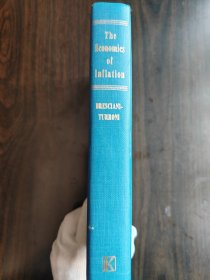 The
Economics
of
Inflation
BRESCIANI-
TURRONI
K